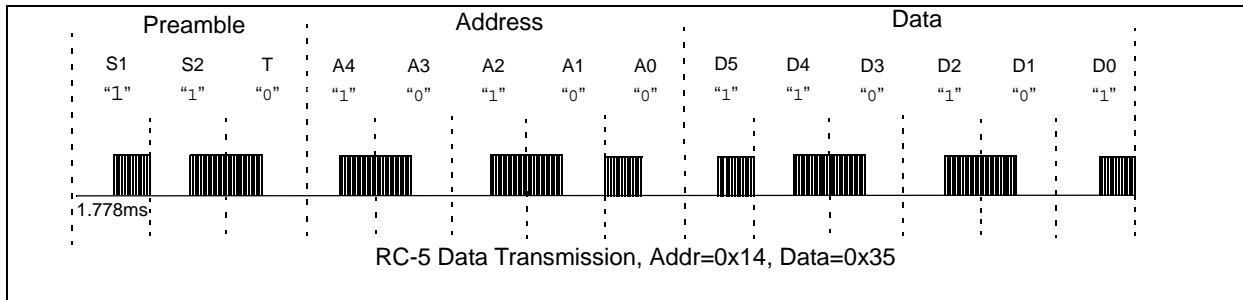 Preamble Address Data
S1 S2 T A4 A3 A2 A1 A0 D5 D4 D3 D2 D1 D0
“1” “1” “0” “1” “0” “1” “0” “0” “1” “1” “0” “1” “0” “1”
1.778ms
RC-5 Data Transmission, Addr=0x14, Data=0x35